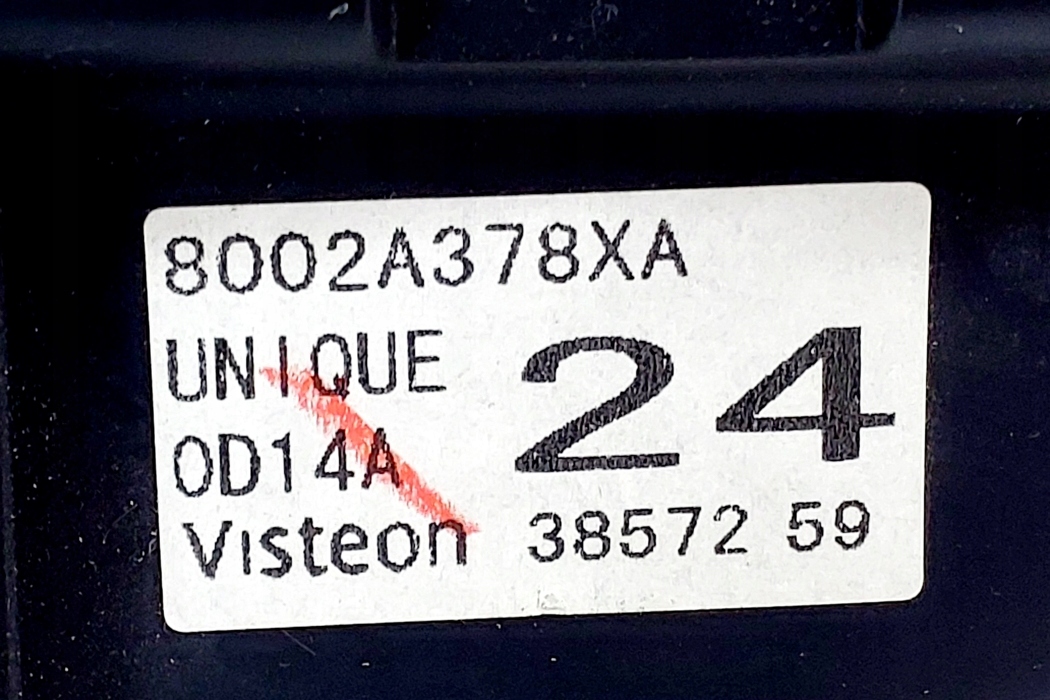 8002A378XA
UNIQUE
24
0D14A
Visteon 38572 59